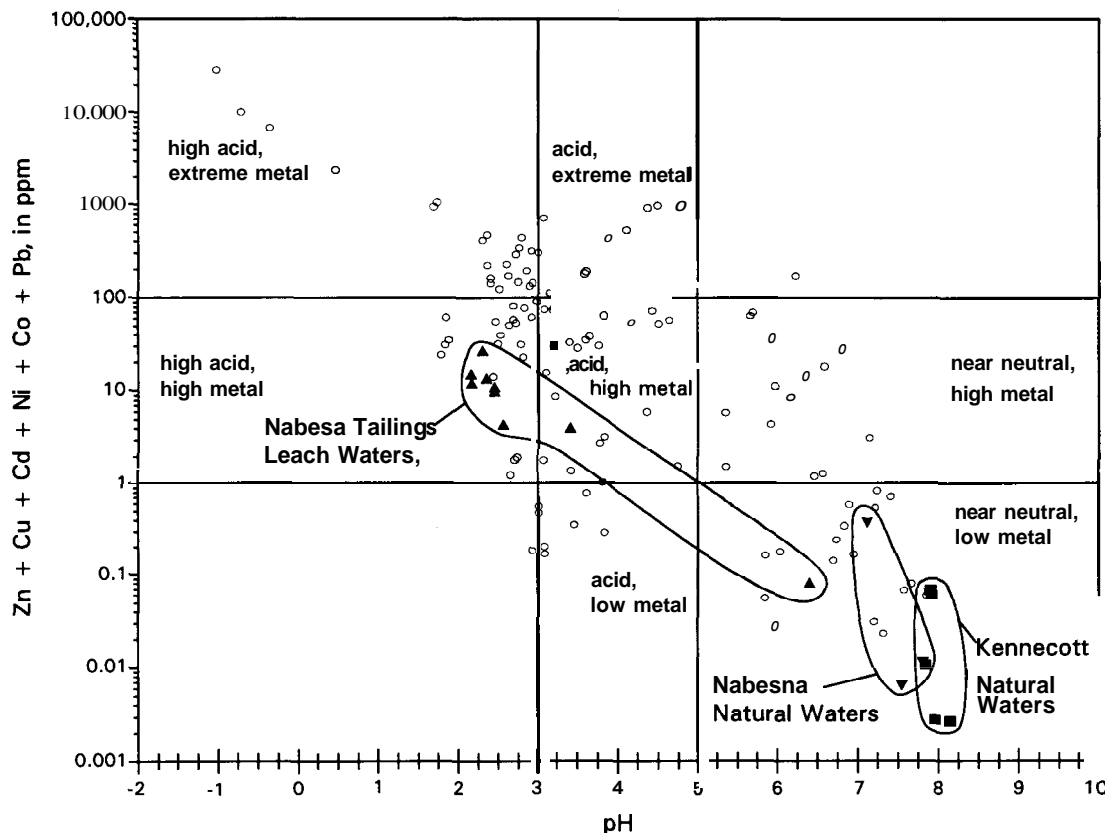 Zn + Cu + Cd + Ni + Co + Pb, in ppm
100,000
10.000
1000
100
10
1
0.1
0.01
0.001
high acid,
extreme metal
acid,
extreme metal
high acid,
high metal
,acid,
high metal
near neutral,
high metal
Nabesa Tailings
Leach Waters,
near neutral,
low metal
acid,
low metal
Kennecott
Natural
Waters
Nabesna
Natural Waters
-2 -1 0 1 2 3 4 5 6 7 8 9 10
pH